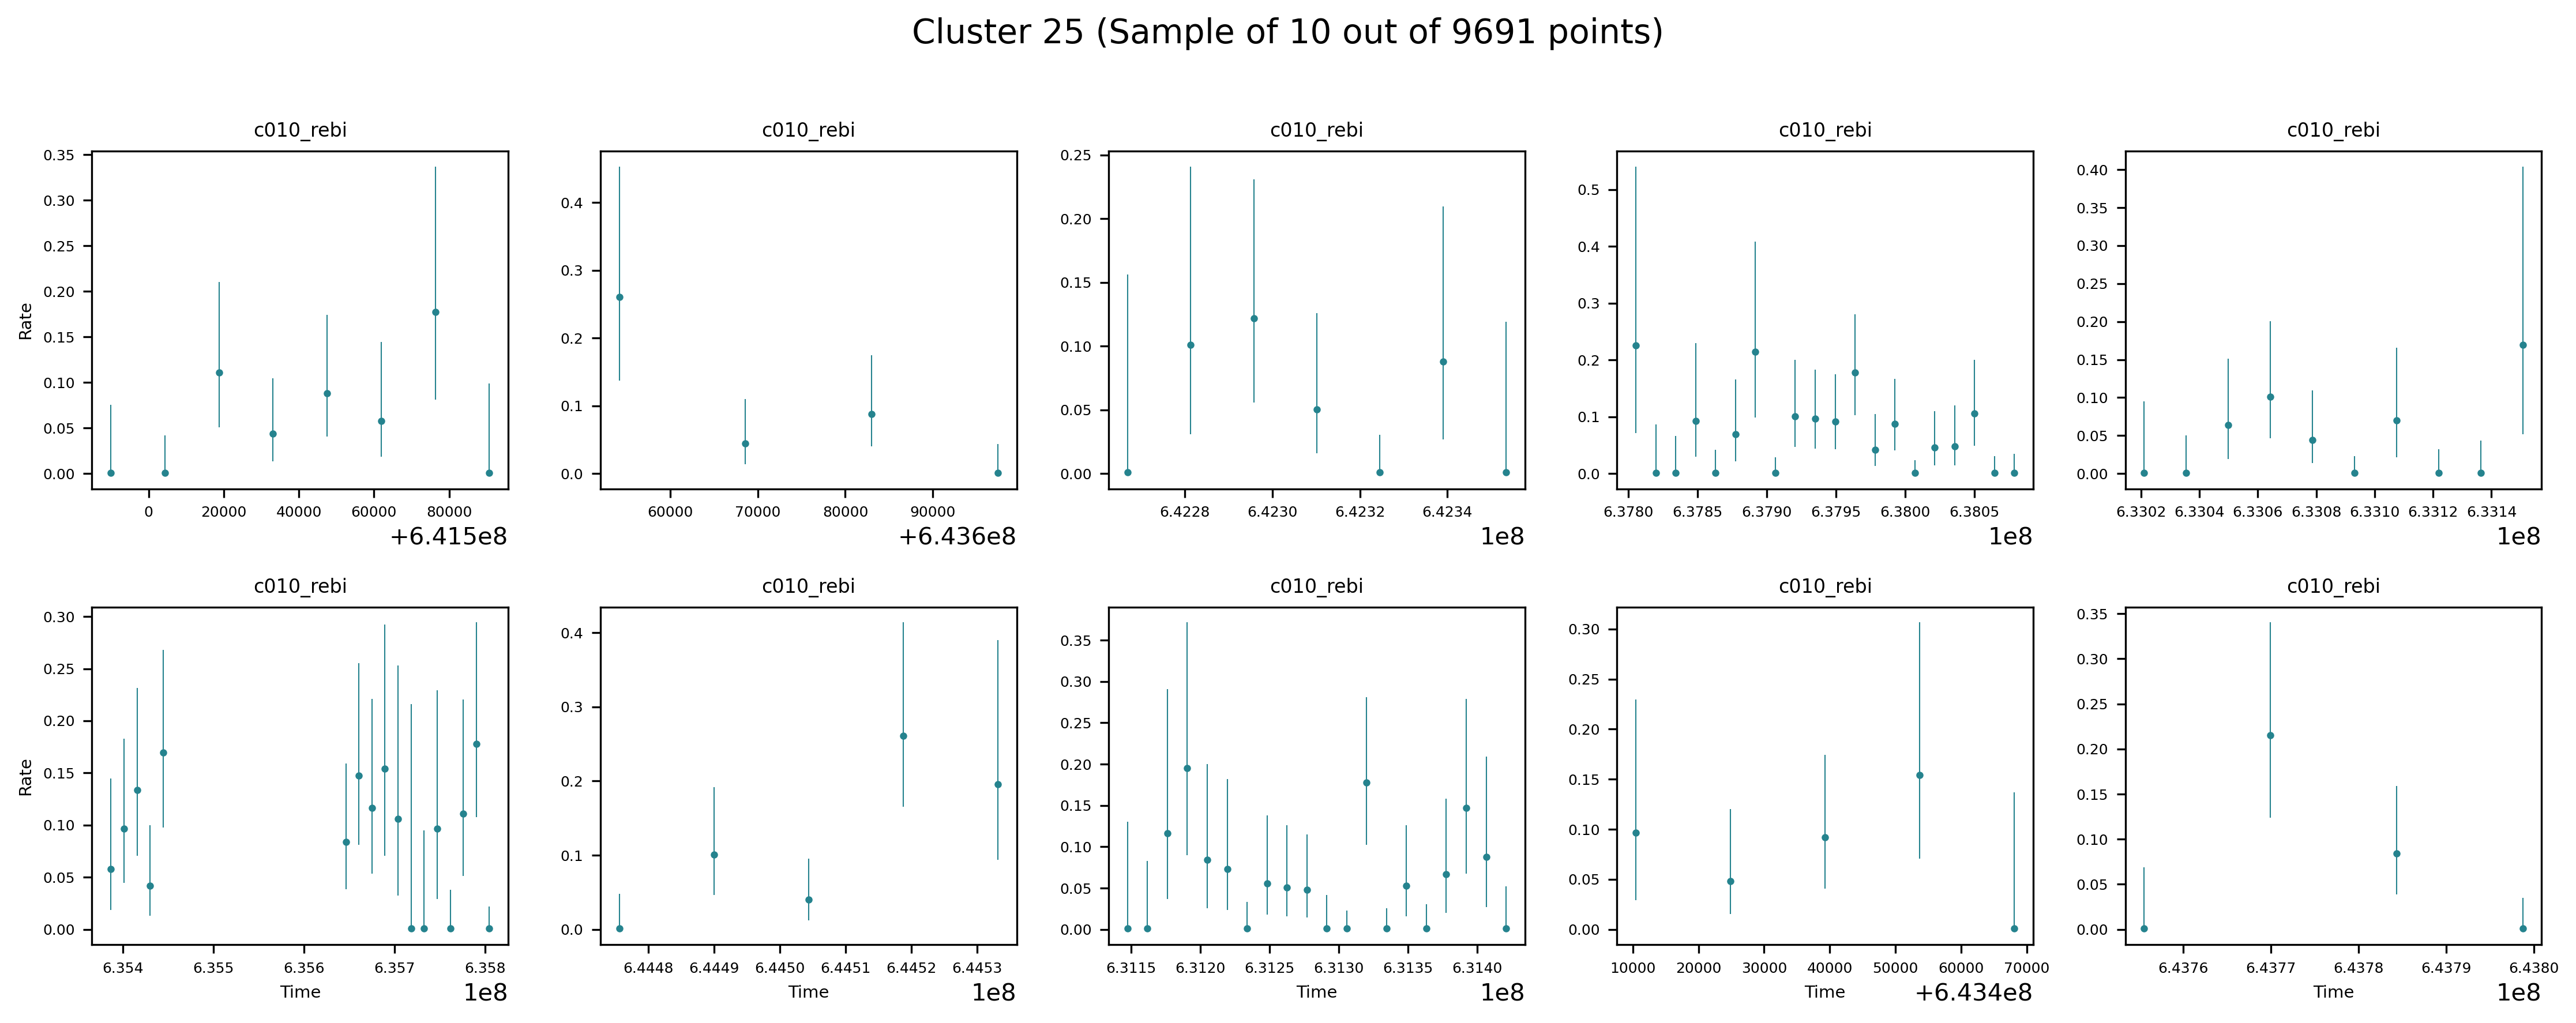 Cluster 25 (Sample of 10 out of 9691 points)
c010_rebi c010_rebi c010_rebi c010_rebi c010_rebi
Rate
0.35 0.30 0.25 0.20 0.15 0.10 0.05 0.00
0 20000 40000 60000 80000
+6.415e8
0.4 0.3 0.2 0.1 0.0
60000 70000 80000 90000
+6.436e8
0.25 0.20 0.15 0.10 0.05 0.00
6.4228 6.4230 6.4232 6.4234
1e8
0.5 0.4 0.3 0.2 0.1 0.0
6.3780 6.3785 6.3790 6.3795 6.3800 6.3805
1e8
0.40 0.35 0.30 0.25 0.20 0.15 0.10 0.05 0.00
6.3302 6.3304 6.3306 6.3308 6.3310 6.3312 6.3314
1e8
c010_rebi c010_rebi c010_rebi c010_rebi c010_rebi
Rate
0.30 0.25 0.20 0.15 0.10 0.05 0.00
6.354 6.355 6.356 6.357 6.358
Time 1e8
0.4 0.3 0.2 0.1 0.0
6.4448 6.4449 6.4450 6.4451 6.4452 6.4453
Time 1e8
0.35 0.30 0.25 0.20 0.15 0.10 0.05 0.00
6.3115 6.3120 6.3125 6.3130 6.3135 6.3140
Time 1e8
0.30 0.25 0.20 0.15 0.10 0.05 0.00
10000 20000 30000 40000 50000 60000 70000
Time +6.434e8
0.35 0.30 0.25 0.20 0.15 0.10 0.05 0.00
6.4376 6.4377 6.4378 6.4379 6.4380
Time 1e8